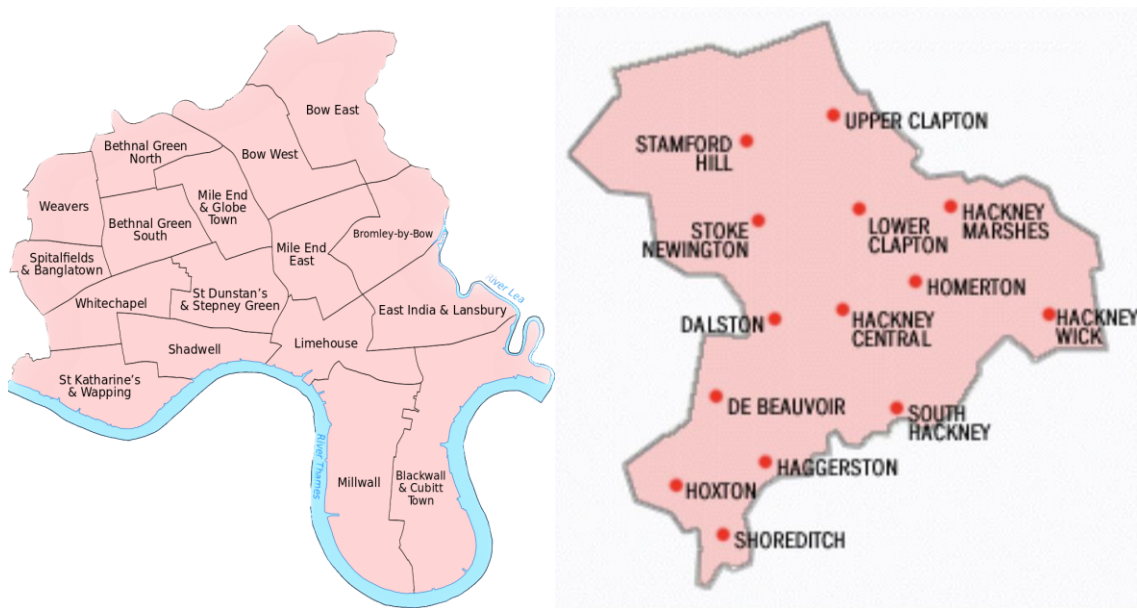 Bow East
Bethnal Green
North
Bow West
Mile End
& Globe
Town
Weavers
Bethnal Green
South
Bromley-by-Bow
Mile End
East
Spitalfields
& Banglatown
Whitechapel
St Dunstan's
& Stepney Green
River Lea
East India & Lansbury
Shadwell
Limehouse
St Katharine's
& Wapping
River Thames
Millwall
Blackwall
& Cubitt
Town
UPPER CLAPTON
STAMFORD
HILL
STOKE
NEWINGTON
LOWER
CLAPTON
HACKNEY
MARSHES
HOMERTON
DALSTON
HACKNEY
CENTRAL
HACKNEY
WICK
DE BEAUVOIR
SOUTH
HACKNEY
HAGGERSTON
HOXTON
SHOREDITCH